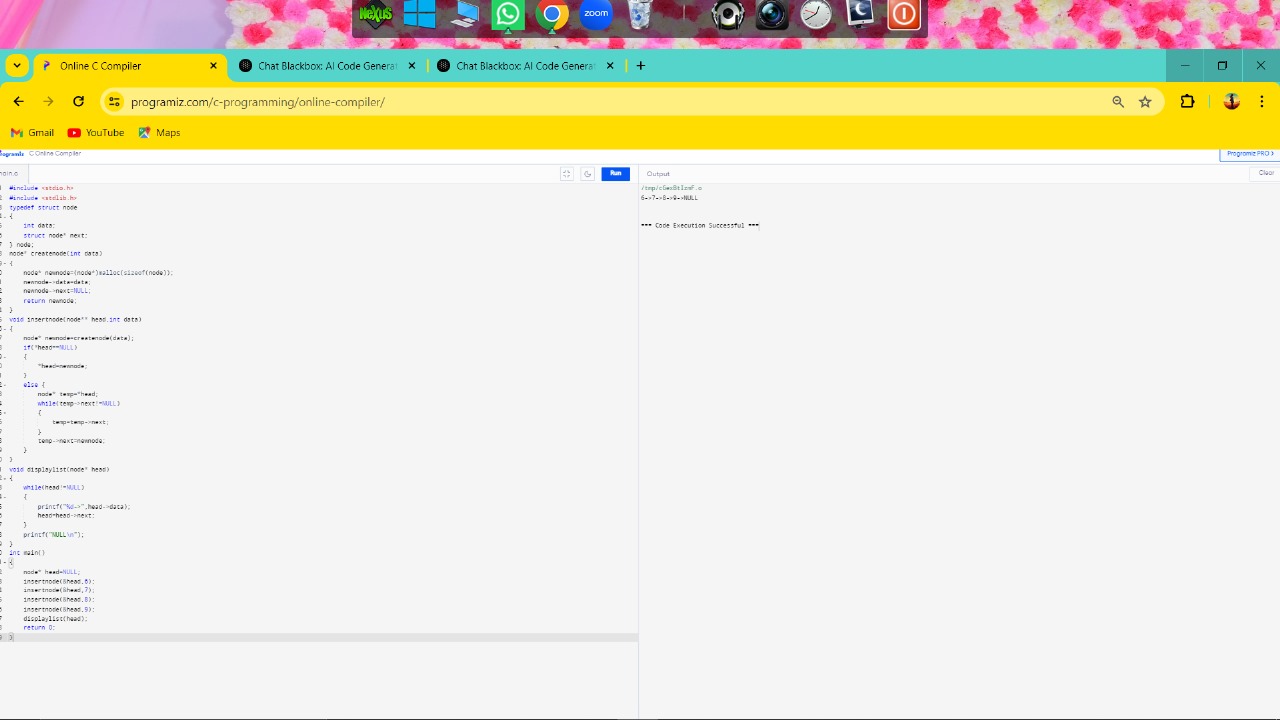 NEXUS
zoom
Online C Compiler
Chat Blackbox: AI Code Generat
Chat Blackbox: AI Code Genera
programiz.com/c-programming/online-compiler/
Gmail
YouTube
Maps
C Online Compiler
Programiz PRO >
Run
Output
Clear
#include <stdio.h>
#include <stdlib.h>
typedef struct node
{
int data;
struct node* next;
} node;
node* createnode(int data)
{
node* newnode=(node*)malloc(sizeof(node));
newnode->data=data;
newnode->next=NULL;
return newnode;
}
void insertnode(node** head,int data)
{
node* newnode=createnode(data);
if(*head==NULL)
{
*head=newnode;
}
else {
node* temp=*head;
while(temp->next!=NULL)
{
temp=temp->next;
}
temp->next=newnode;
}
}
void displaylist(node* head)
{
while(head!=NULL)
{
printf("%d->",head->data);
head=head->next;
}
printf("NULL\n");
}
int main()
{
node* head=NULL;
insertnode(&head,6);
insertnode(&head,7);
insertnode(&head,8);
insertnode(&head,9);
displaylist(head);
return 0;
}
6->7->8->9->NULL
=== Code Execution Successful ===